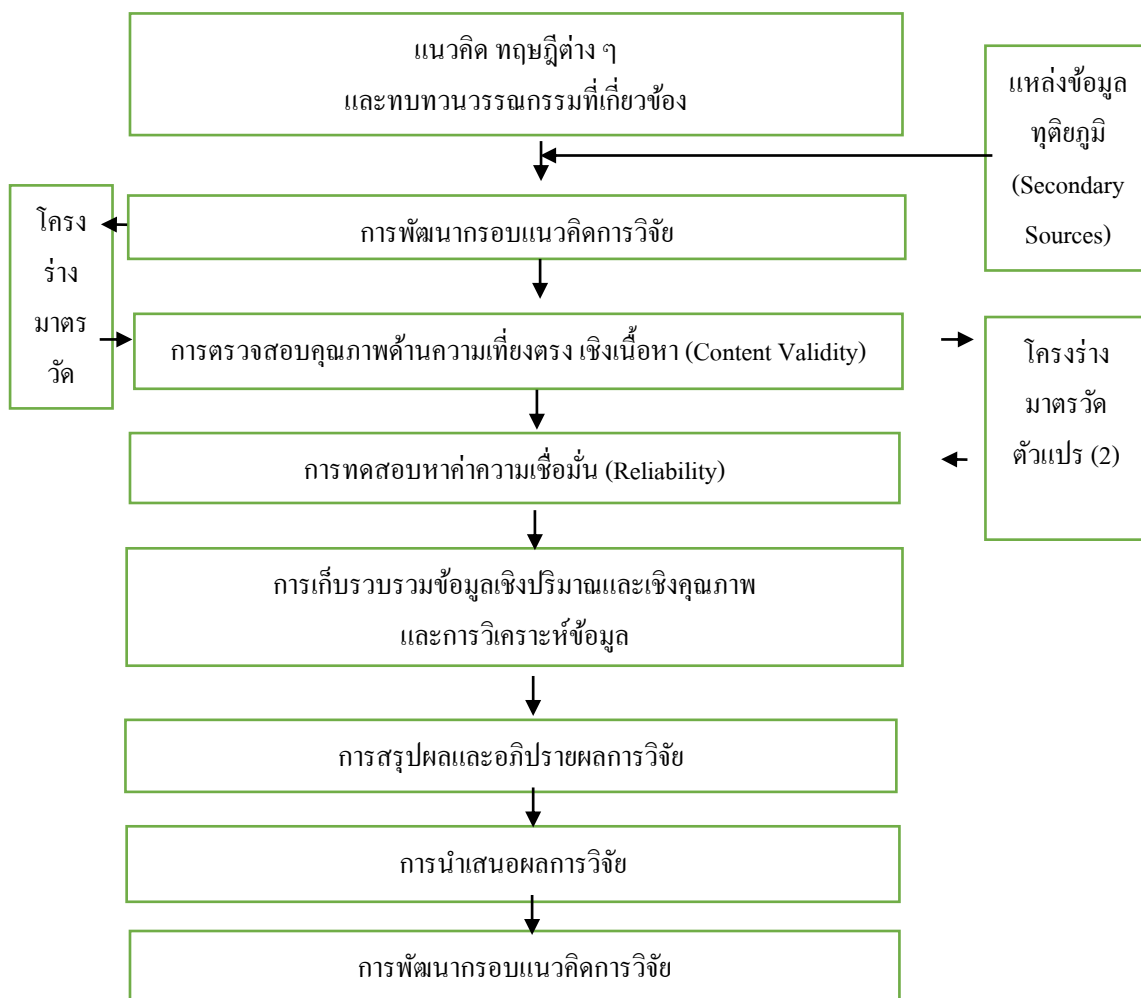 แนวคิด ทฤษฎีต่าง ๆ
และทบทวนวรรณกรรมที่เกี่ยวข้อง
แหล่งข้อมูล
ทุติยภูมิ
(Secondary
Sources)
การพัฒนากรอบแนวคิดการวิจัย
โครง
ร่าง
มาตร
วัด
การตรวจสอบคุณภาพด้านความเที่ยงตรง เชิงเนื้อหา (Content Validity)
โครงร่าง
มาตรวัด
ตัวแปร (2)
การทดสอบหาค่าความเชื่อมั่น (Reliability)
การเก็บรวบรวมข้อมูลเชิงปริมาณและเชิงคุณภาพ
และการวิเคราะห์ข้อมูล
การสรุปผลและอภิปรายผลการวิจัย
การนำเสนอผลการวิจัย
การพัฒนากรอบแนวคิดการวิจัย